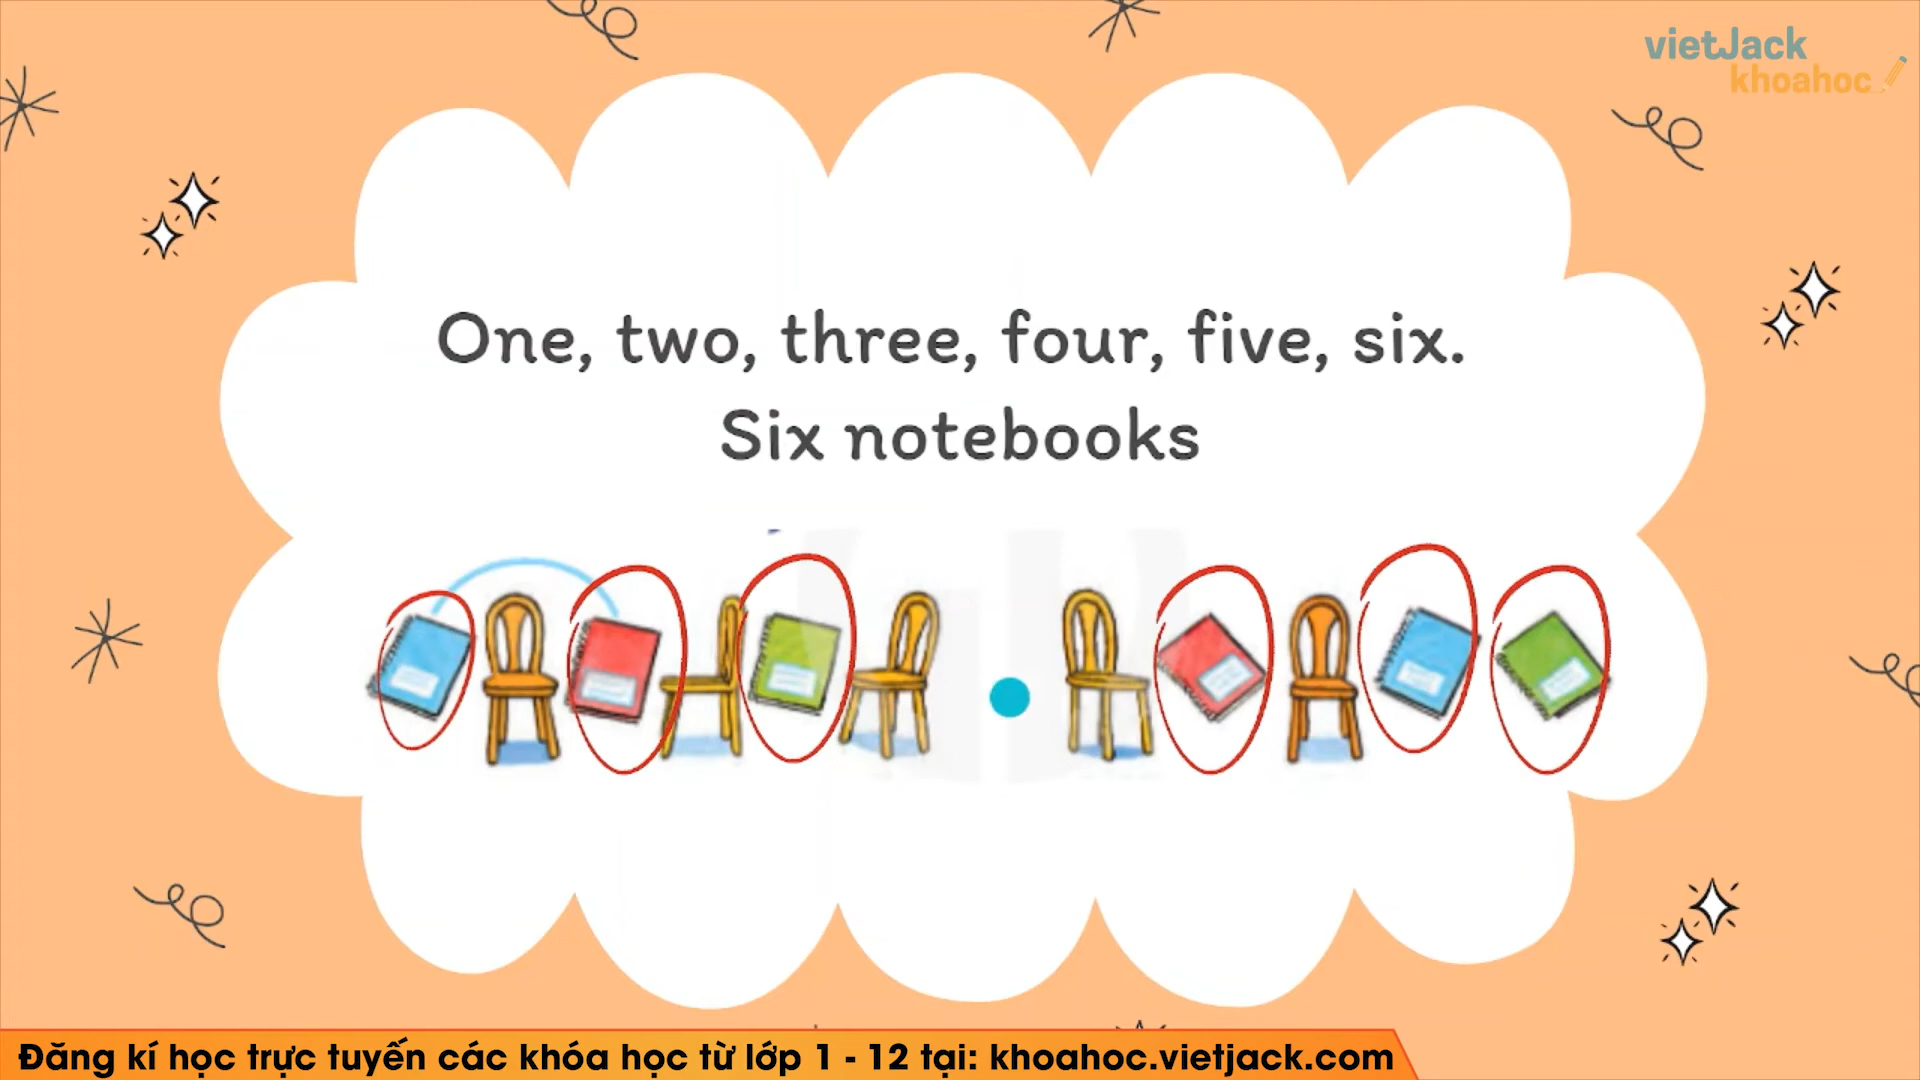 vietJack
khoahoc
One, two, three, four, five, six.
Six notebooks
Đăng kí học trực tuyến các khóa học từ lớp 1 - 12 tại: khoahoc.vietjack.com